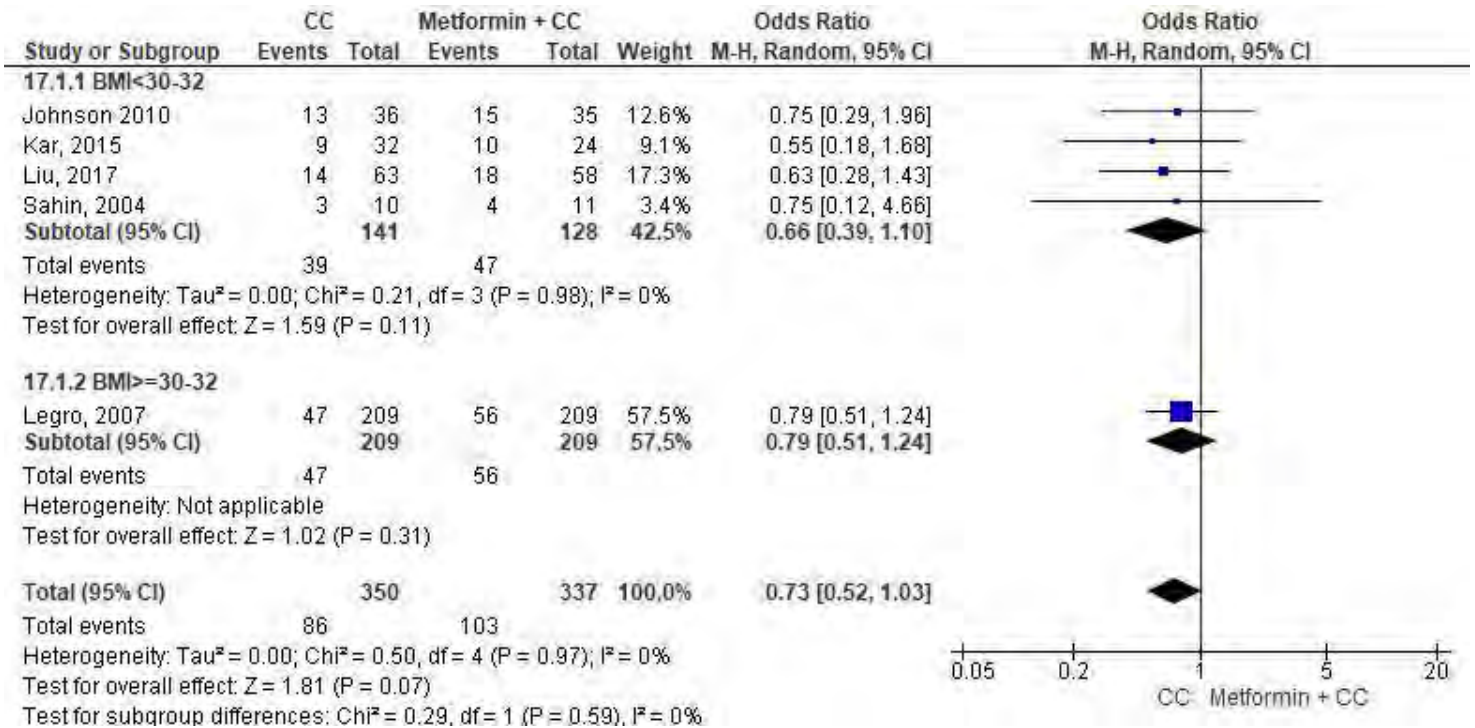 CC Metformin + CC Odds Ratio Odds Ratio
Study or Subgroup Events Total Events Total Weight M-H, Random, 95% CI M-H, Random, 95% CI
17.1.1 BMI<30-32
Johnson 2010 13 36 15 35 12.6% 0.75 [0.29, 1.96]
Kar, 2015 9 32 10 24 9.1% 0.55 [0.18, 1.68]
Liu, 2017 14 63 18 58 17.3% 0.63 [0.28, 1.43]
Sahin, 2004 3 10 4 11 3.4% 0.75 [0.12, 4.66]
Subtotal (95% CI) 141 128 42.5% 0.66 [0.39, 1.10]
Total events 39 47
Heterogeneity: Tau² = 0.00; Chi² = 0.21, df = 3 (P = 0.98); I² = 0%
Test for overall effect: Z = 1.59 (P = 0.11)
17.1.2 BMI>=30-32
Legro, 2007 47 209 56 209 57.5% 0.79 [0.51, 1.24]
Subtotal (95% CI) 209 209 57.5% 0.79 [0.51, 1.24]
Total events 47 56
Heterogeneity: Not applicable
Test for overall effect: Z = 1.02 (P = 0.31)
Total (95% CI) 350 337 100.0% 0.73 [0.52, 1.03]
Total events 86 103
Heterogeneity: Tau² = 0.00; Chi² = 0.50, df = 4 (P = 0.97); I² = 0%
Test for overall effect: Z = 1.81 (P = 0.07)
Test for subgroup differences: Chi² = 0.29, df = 1 (P = 0.59), I² = 0%
0.05 0.2 1 5 20
CC Metformin + CC